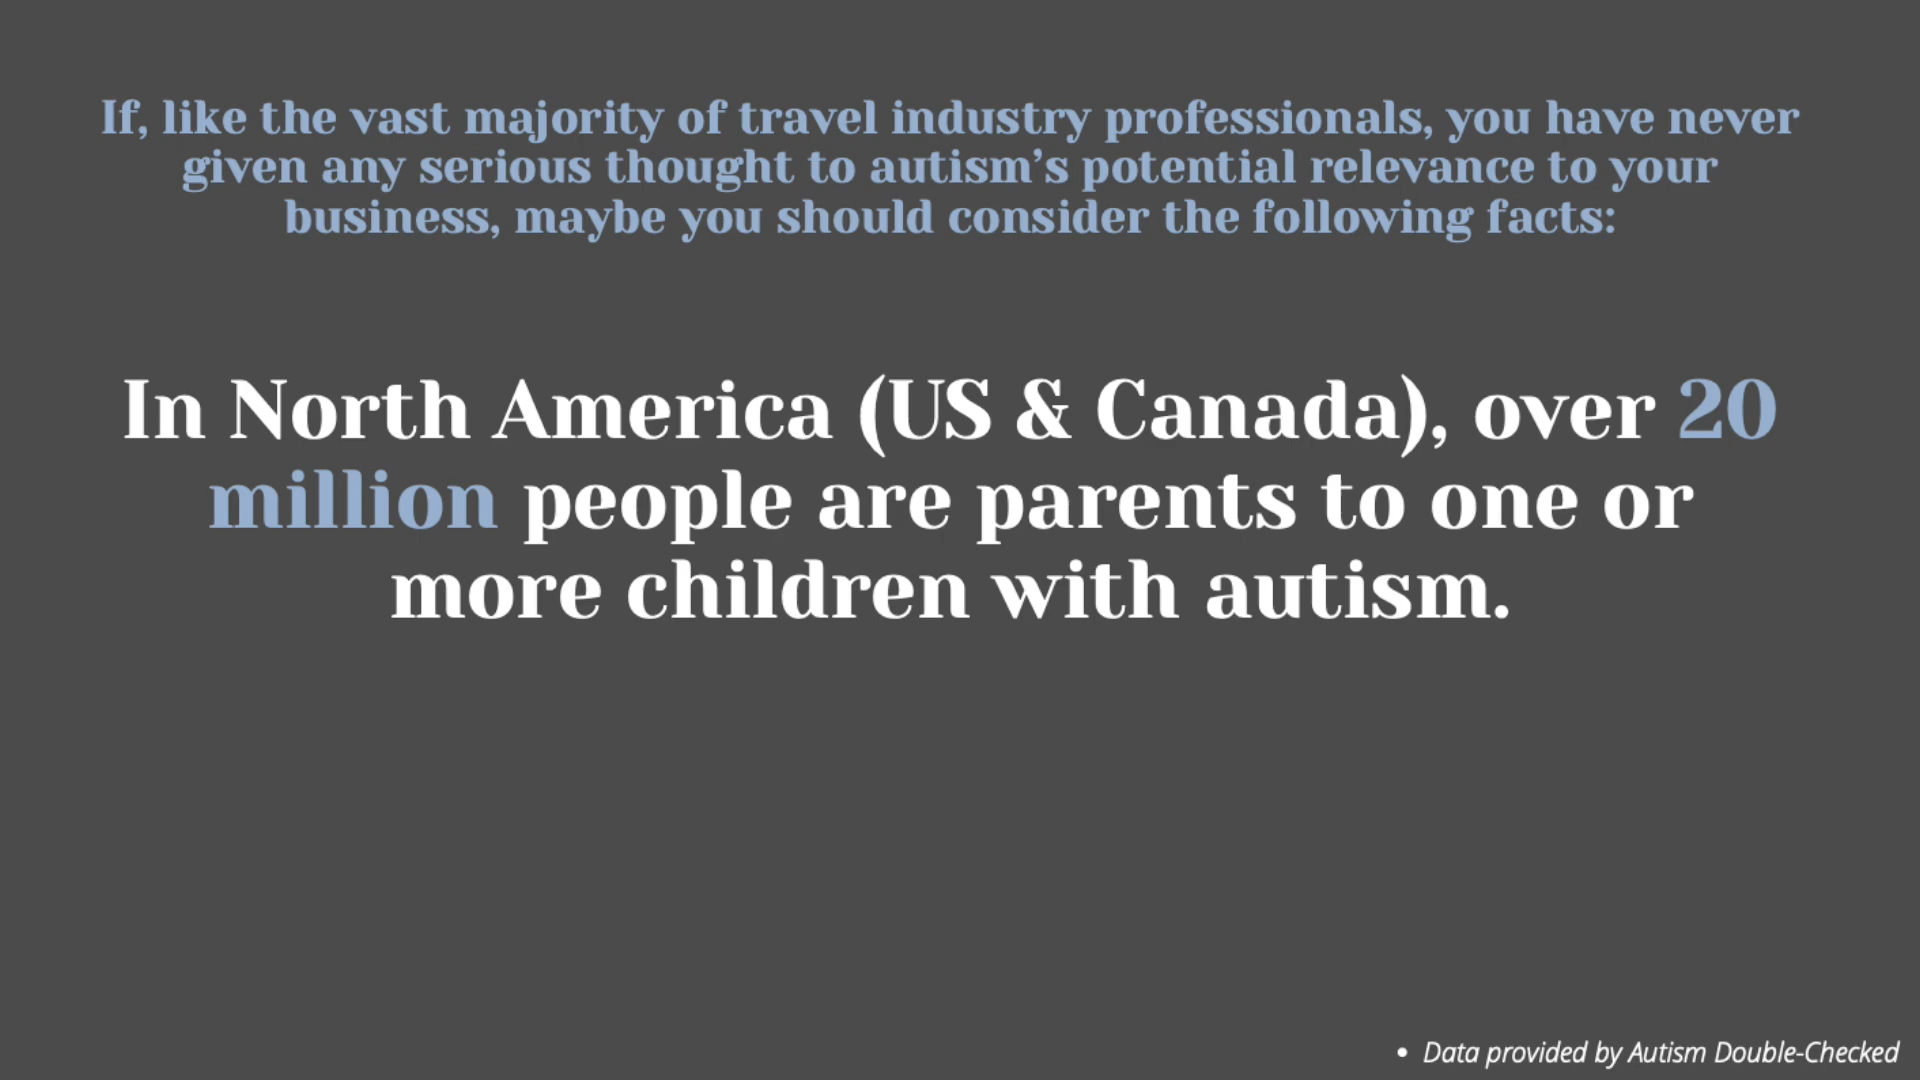 If, like the vast majority of travel industry professionals, you have never
given any serious thought to autism’s potential relevance to your
business, maybe you should consider the following facts:
In North America (US & Canada), over 20
million people are parents to one or
more children with autism.
• Data provided by Autism Double-Checked